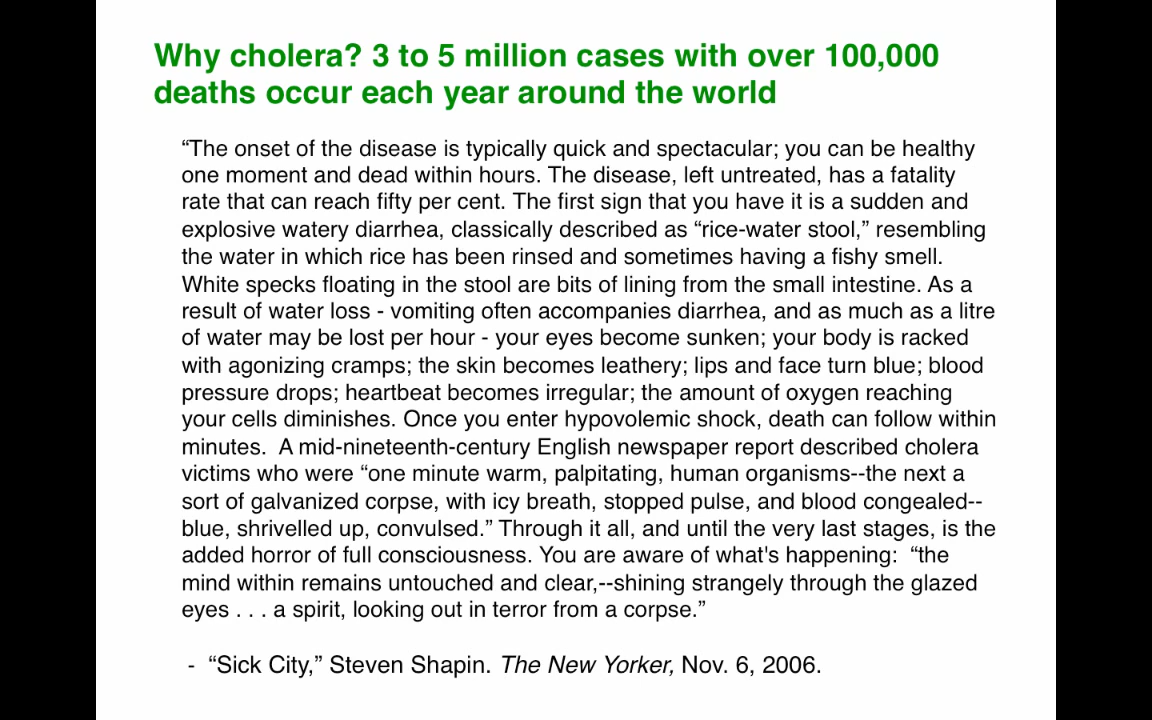 Why cholera? 3 to 5 million cases with over 100,000
deaths occur each year around the world
“The onset of the disease is typically quick and spectacular; you can be healthy
one moment and dead within hours. The disease, left untreated, has a fatality
rate that can reach fifty per cent. The first sign that you have it is a sudden and
explosive watery diarrhea, classically described as “rice-water stool,” resembling
the water in which rice has been rinsed and sometimes having a fishy smell.
White specks floating in the stool are bits of lining from the small intestine. As a
result of water loss - vomiting often accompanies diarrhea, and as much as a litre
of water may be lost per hour - your eyes become sunken; your body is racked
with agonizing cramps; the skin becomes leathery; lips and face turn blue; blood
pressure drops; heartbeat becomes irregular; the amount of oxygen reaching
your cells diminishes. Once you enter hypovolemic shock, death can follow within
minutes.  A mid-nineteenth-century English newspaper report described cholera
victims who were “one minute warm, palpitating, human organisms--the next a
sort of galvanized corpse, with icy breath, stopped pulse, and blood congealed--
blue, shrivelled up, convulsed.” Through it all, and until the very last stages, is the
added horror of full consciousness. You are aware of what's happening:  “the
mind within remains untouched and clear,--shining strangely through the glazed
eyes . . . a spirit, looking out in terror from a corpse.”
- “Sick City,” Steven Shapin. The New Yorker, Nov. 6, 2006.